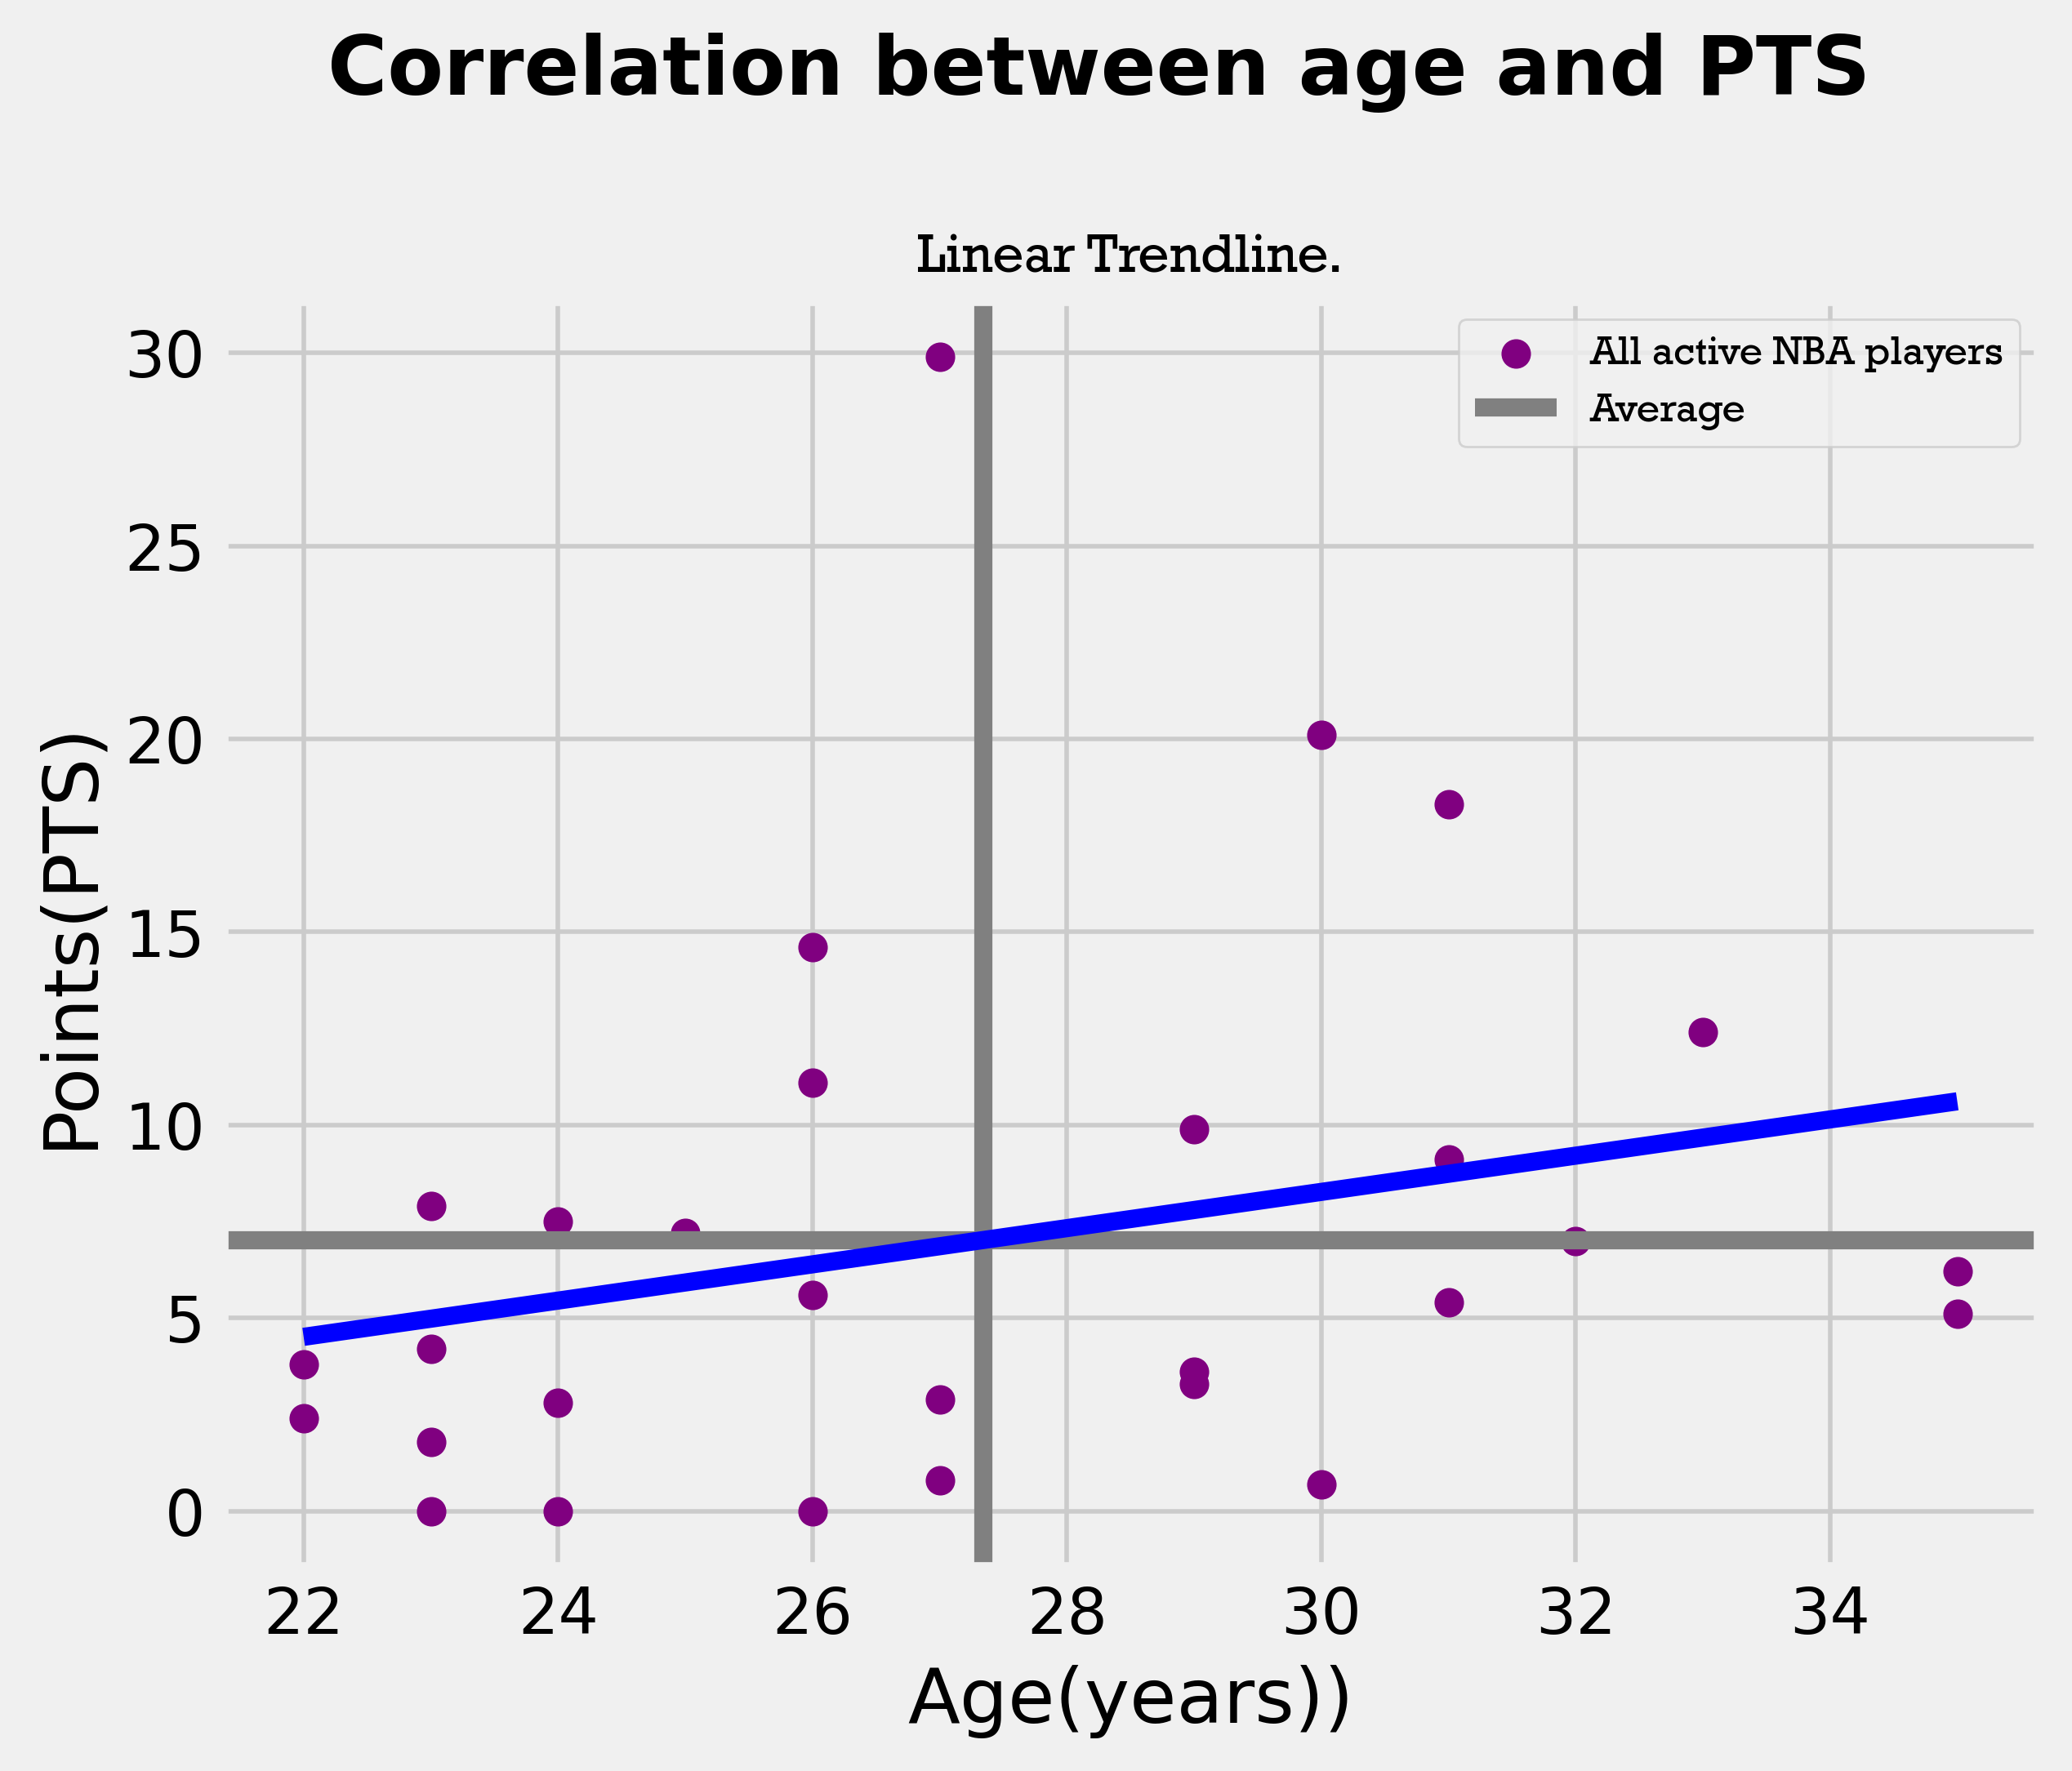 Correlation between age and PTS
Linear Trendline.
All active NBA players
Average
30
25
20
15
10
5
0
Points(PTS)
22 24 26 28 30 32 34
Age(years))